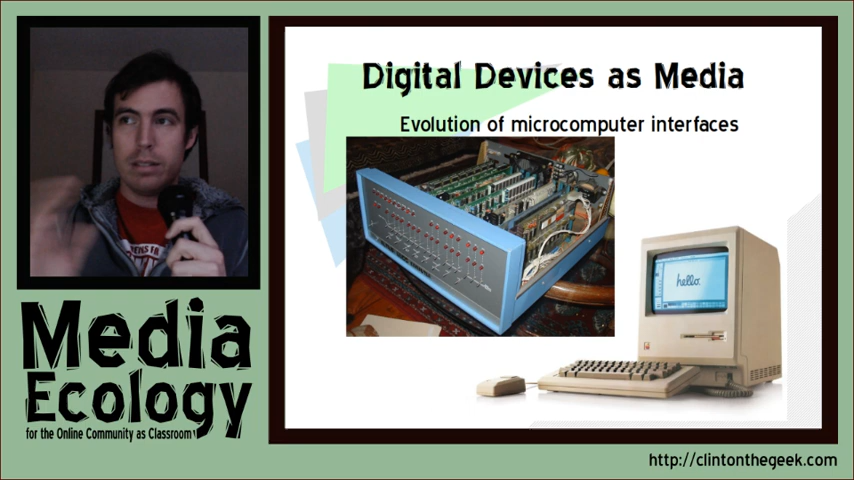 Digital Devices as Media
Evolution of microcomputer interfaces
hello.
Media
Ecology
for the Online Community as Classroom
http://clintonthegeek.com